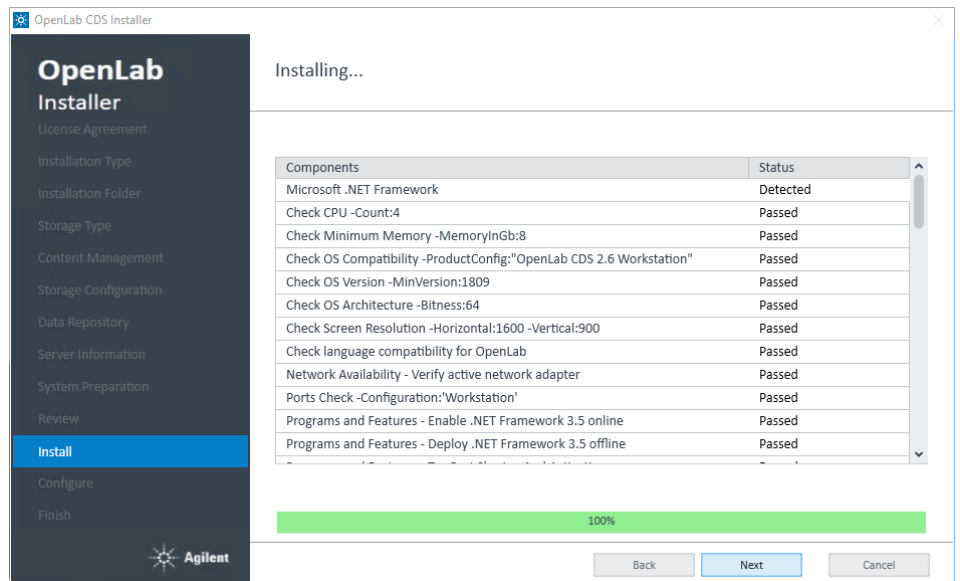 OpenLab CDS Installer
OpenLab
Installer
License Agreement
Installation Type
Installation Folder
Storage Type
Content Management
Storage Configuration
Data Repository
Server Information
System Preparation
Review
Install
Configure
Finish
Agilent
Installing...
Components Status
Microsoft .NET Framework Detected
Check CPU -Count:4 Passed
Check Minimum Memory -MemoryInGb:8 Passed
Check OS Compatibility -ProductConfig:"OpenLab CDS 2.6 Workstation" Passed
Check OS Version -MinVersion:1809 Passed
Check OS Architecture -Bitness:64 Passed
Check Screen Resolution -Horizontal:1600 -Vertical:900 Passed
Check language compatibility for OpenLab Passed
Network Availability - Verify active network adapter Passed
Ports Check -Configuration:'Workstation' Passed
Programs and Features - Enable .NET Framework 3.5 online Passed
Programs and Features - Deploy .NET Framework 3.5 offline Passed
100%
Back Next Cancel